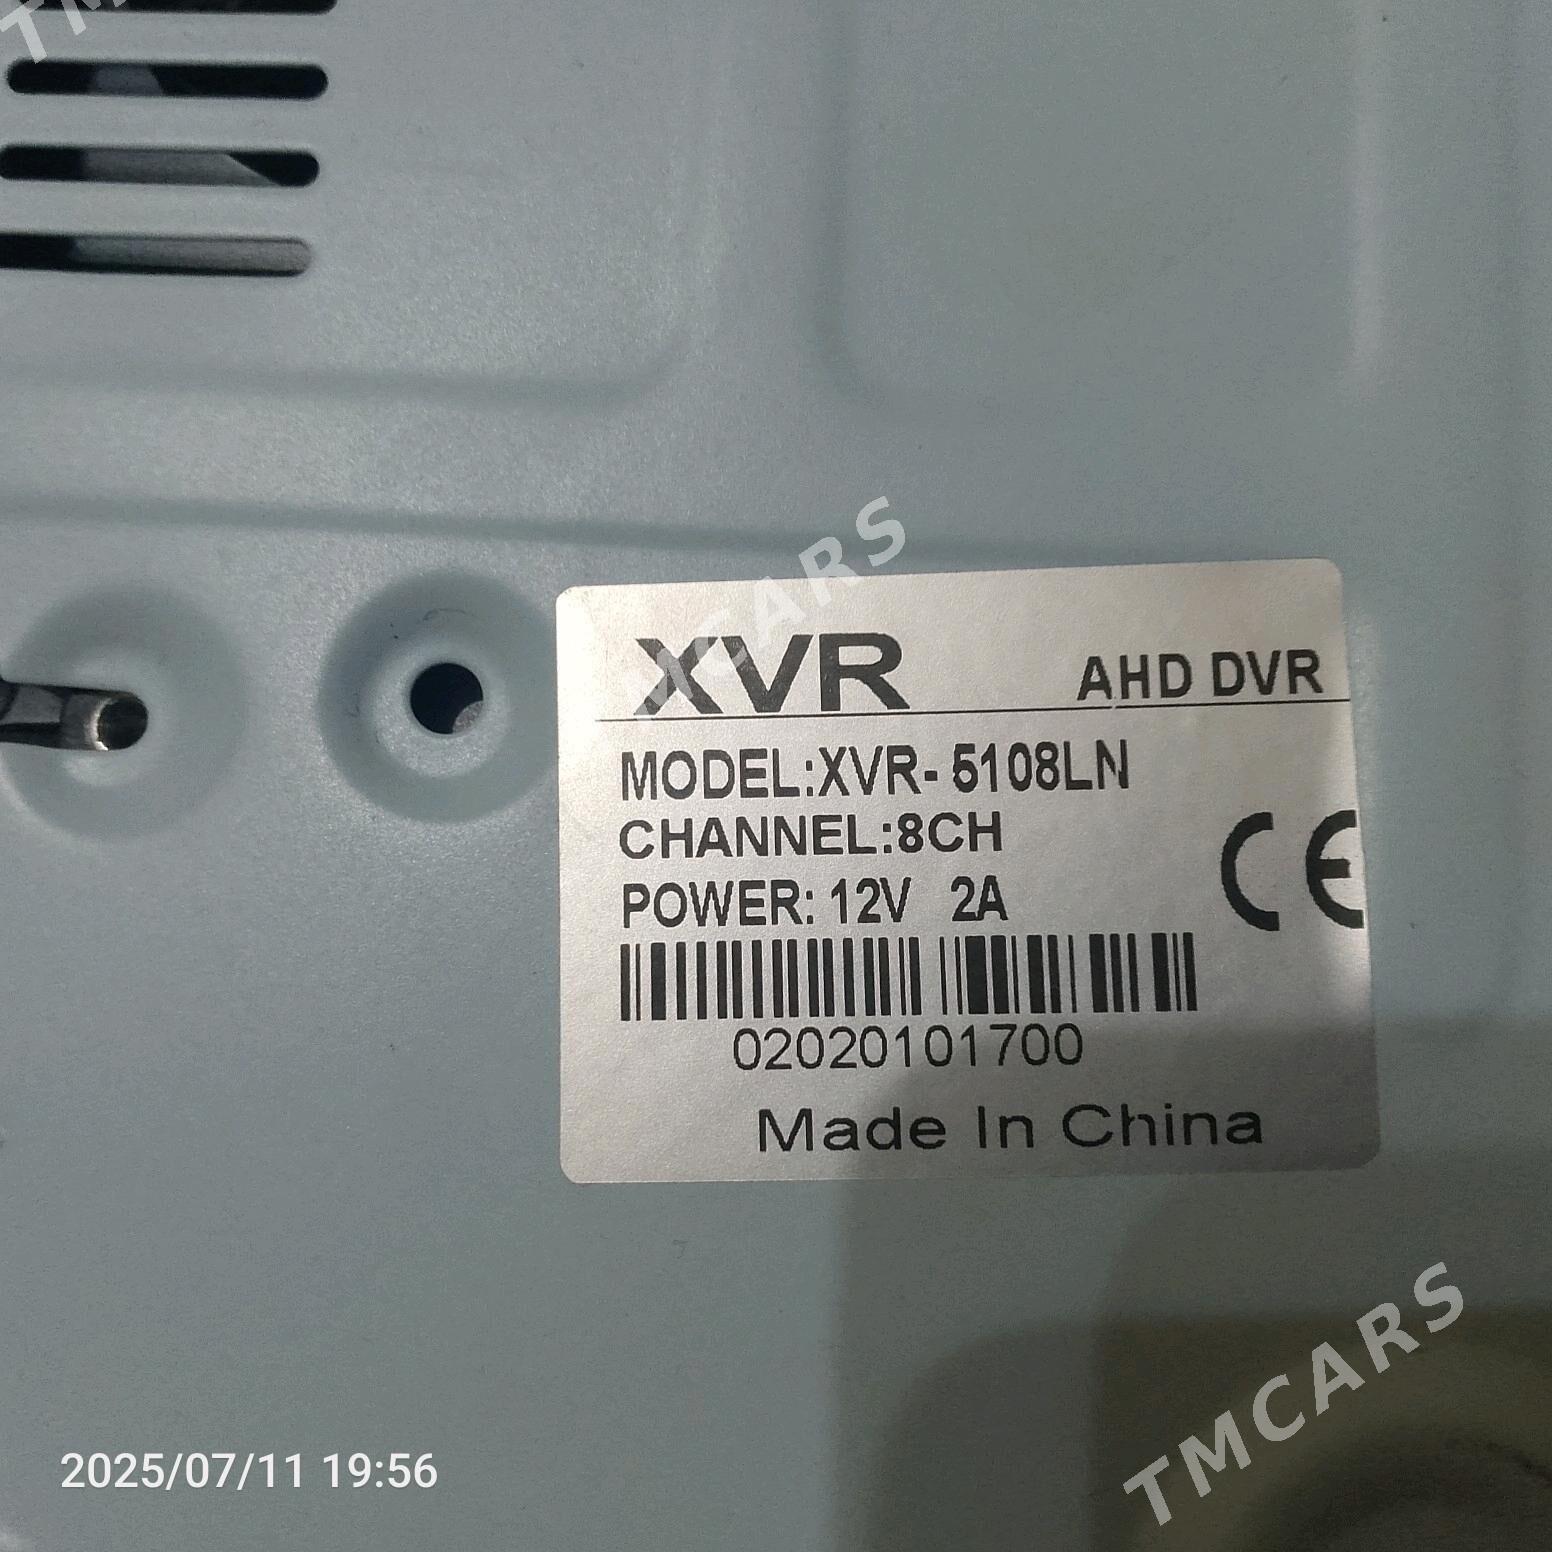 TMCARS
XVR AHD DVR
MODEL:XVR-5108LN
CHANNEL:8CH
POWER: 12V 2A
CE
02020101700
Made In China
TMCARS
2025/07/11 19:56